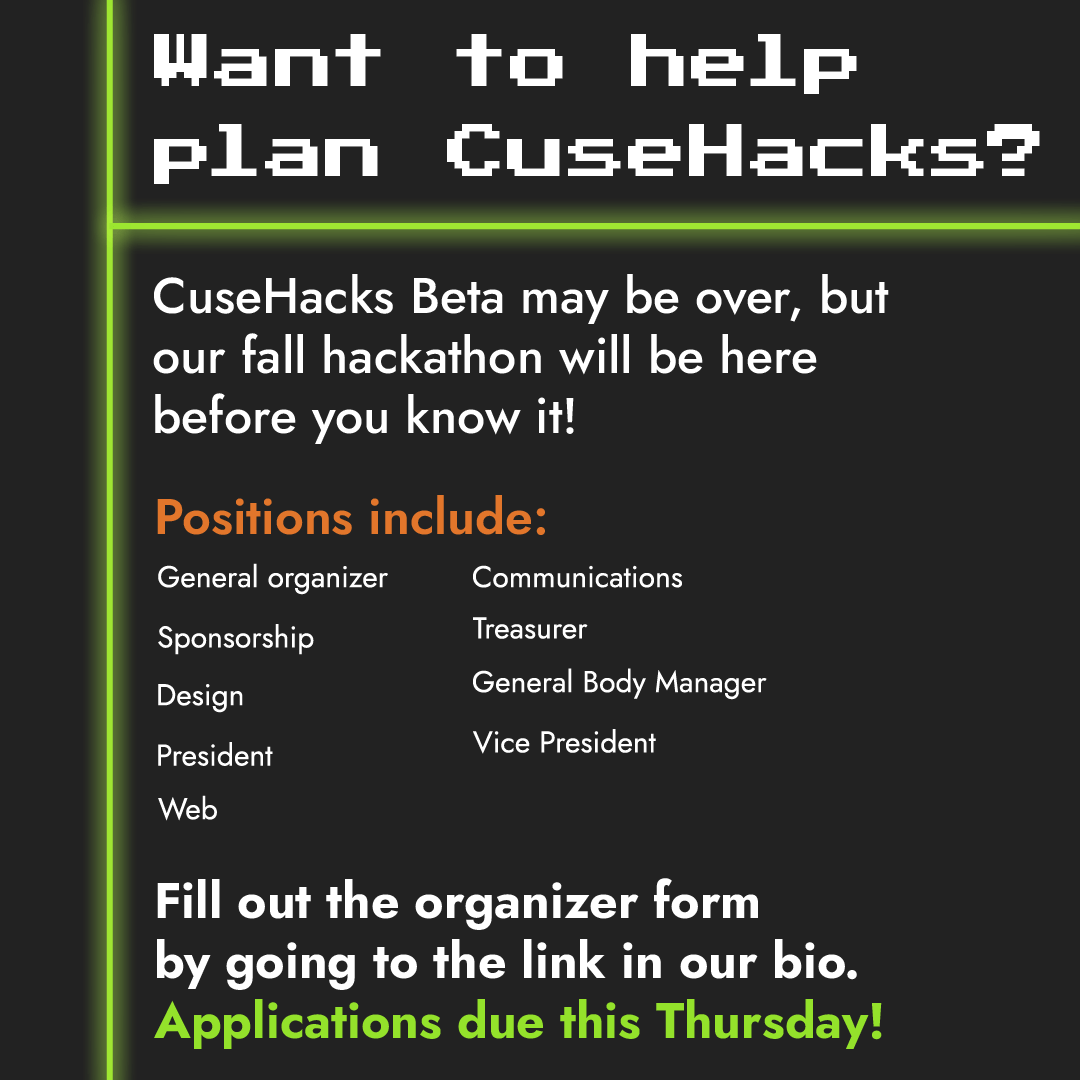 Want to help
plan CuseHacks?
CuseHacks Beta may be over, but
our fall hackathon will be here
before you know it!
Positions include:
General organizer
Sponsorship
Design
President
Web
Communications
Treasurer
General Body Manager
Vice President
Fill out the organizer form
by going to the link in our bio.
Applications due this Thursday!